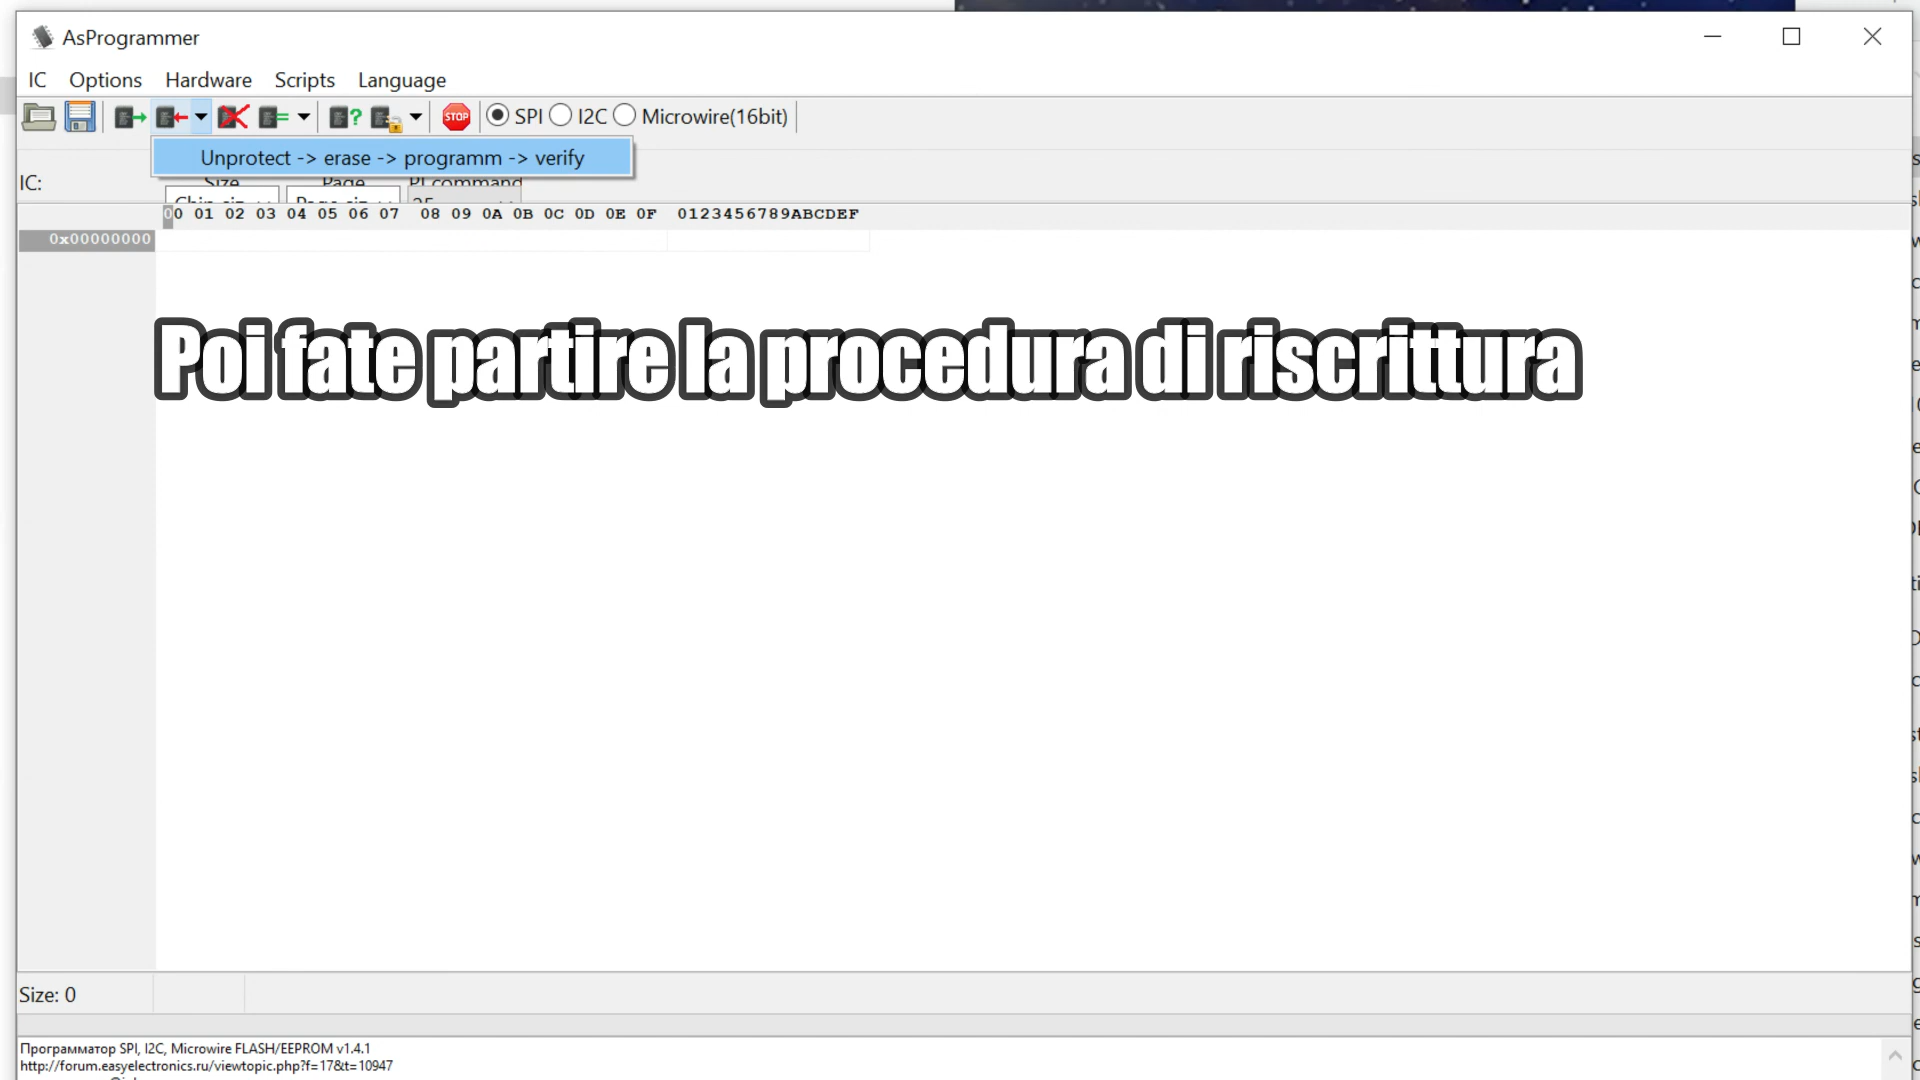 AsProgrammer
IC Options Hardware Scripts Language
STOP SPI I2C Microwire(16bit)
Unprotect -> erase -> programm -> verify
IC:
Size Page
25
00 01 02 03 04 05 06 07 08 09 0A 0B 0C 0D 0E 0F 0123456789ABCDEF
0x00000000
Poi fate partire la procedura di riscrittura
Size: 0
Программатор SPI, I2C, Microwire FLASH/EEPROM v1.4.1
http://forum.easyelectronics.ru/viewtopic.php?f=17&t=10947